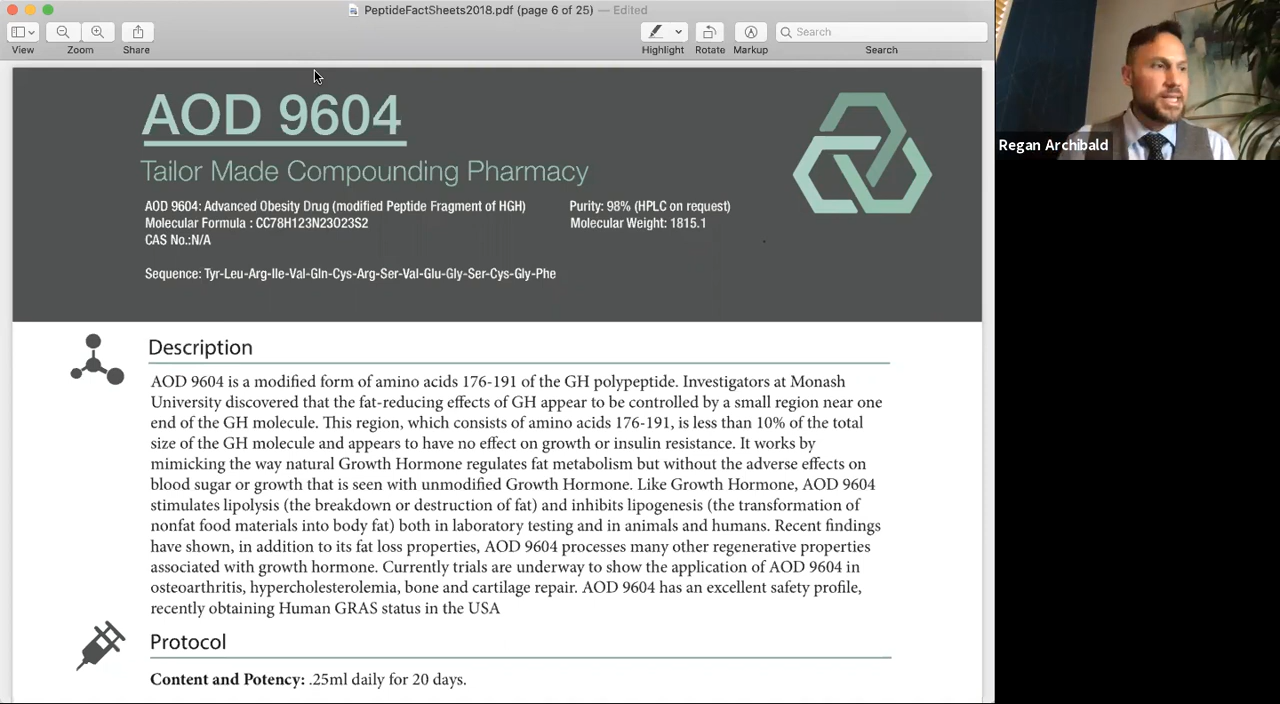 PeptideFactSheets2018.pdf (page 6 of 25) — Edited
View
Zoom
Share
Highlight
Rotate
Markup
Search
Search
AOD 9604
Tailor Made Compounding Pharmacy
AOD 9604: Advanced Obesity Drug (modified Peptide Fragment of HGH)
Purity: 98% (HPLC on request)
Molecular Formula : CC78H123N23O23S2
Molecular Weight: 1815.1
CAS No.:N/A
Sequence: Tyr-Leu-Arg-Ile-Val-Gln-Cys-Arg-Ser-Val-Glu-Gly-Ser-Cys-Gly-Phe
Description
AOD 9604 is a modified form of amino acids 176-191 of the GH polypeptide. Investigators at Monash
University discovered that the fat-reducing effects of GH appear to be controlled by a small region near one
end of the GH molecule. This region, which consists of amino acids 176-191, is less than 10% of the total
size of the GH molecule and appears to have no effect on growth or insulin resistance. It works by
mimicking the way natural Growth Hormone regulates fat metabolism but without the adverse effects on
blood sugar or growth that is seen with unmodified Growth Hormone. Like Growth Hormone, AOD 9604
stimulates lipolysis (the breakdown or destruction of fat) and inhibits lipogenesis (the transformation of
nonfat food materials into body fat) both in laboratory testing and in animals and humans. Recent findings
have shown, in addition to its fat loss properties, AOD 9604 processes many other regenerative properties
associated with growth hormone. Currently trials are underway to show the application of AOD 9604 in
osteoarthritis, hypercholesterolemia, bone and cartilage repair. AOD 9604 has an excellent safety profile,
recently obtaining Human GRAS status in the USA
Protocol
Content and Potency: .25ml daily for 20 days.
Regan Archibald